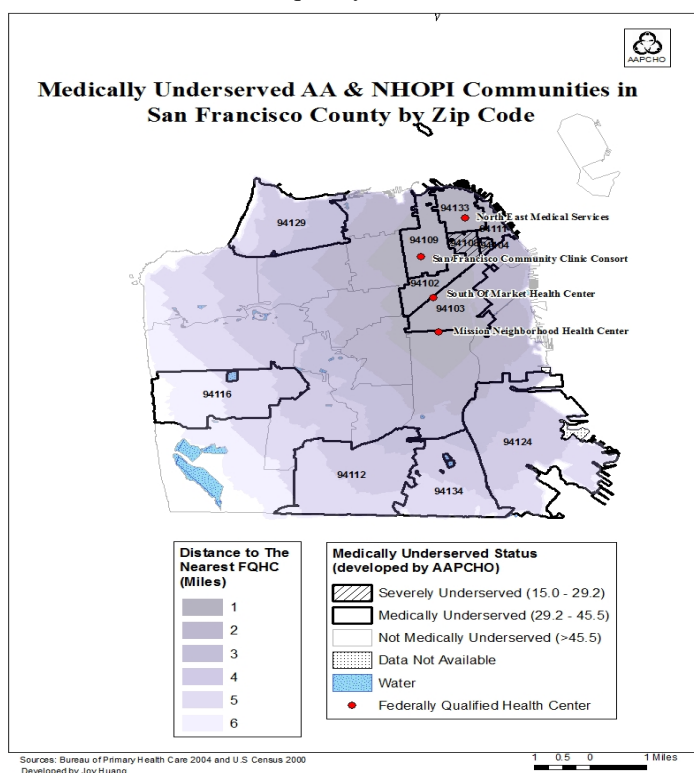 AAPCHO
Medically Underserved AA & NHOPI Communities in
San Francisco County by Zip Code
94133
North East Medical Services
94111
94129
94109
94108
94104
San Francisco Community Clinic Consort
94102
South Of Market Health Center
94103
Mission Neighborhood Health Center
94116
94124
94112
94134
Distance to The
Nearest FQHC
(Miles)
1
2
3
4
5
6
Medically Underserved Status
(developed by AAPCHO)
Severely Underserved (15.0 - 29.2)
Medically Underserved (29.2 - 45.5)
Not Medically Underserved (>45.5)
Data Not Available
Water
Federally Qualified Health Center
Sources: Bureau of Primary Health Care 2004 and U.S Census 2000
Developed by Joy Huang
1 0.5 0 1 Miles